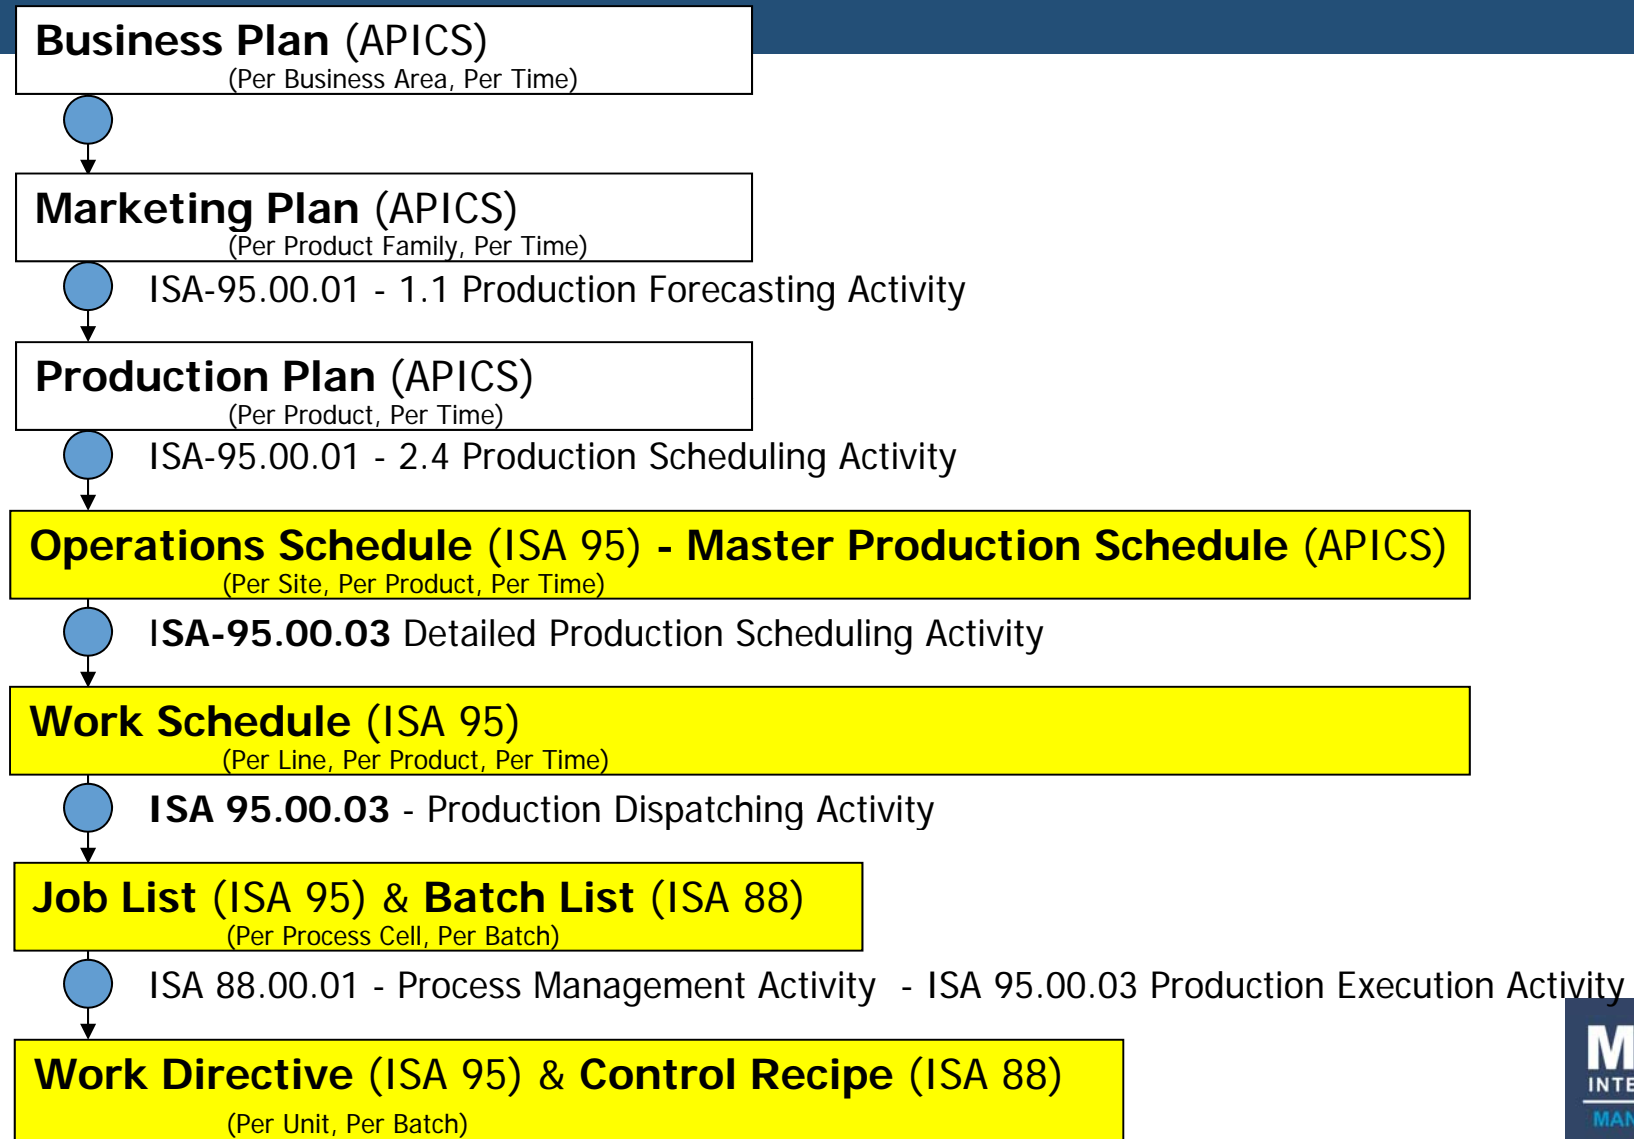 Business Plan (APICS)
(Per Business Area, Per Time)
Marketing Plan (APICS)
(Per Product Family, Per Time)
ISA-95.00.01 - 1.1 Production Forecasting Activity
Production Plan (APICS)
(Per Product, Per Time)
ISA-95.00.01 - 2.4 Production Scheduling Activity
Operations Schedule (ISA 95) - Master Production Schedule (APICS)
(Per Site, Per Product, Per Time)
ISA-95.00.03 Detailed Production Scheduling Activity
Work Schedule (ISA 95)
(Per Line, Per Product, Per Time)
ISA 95.00.03 - Production Dispatching Activity
Job List (ISA 95) & Batch List (ISA 88)
(Per Process Cell, Per Batch)
ISA 88.00.01 - Process Management Activity - ISA 95.00.03 Production Execution Activity
Work Directive (ISA 95) & Control Recipe (ISA 88)
(Per Unit, Per Batch)